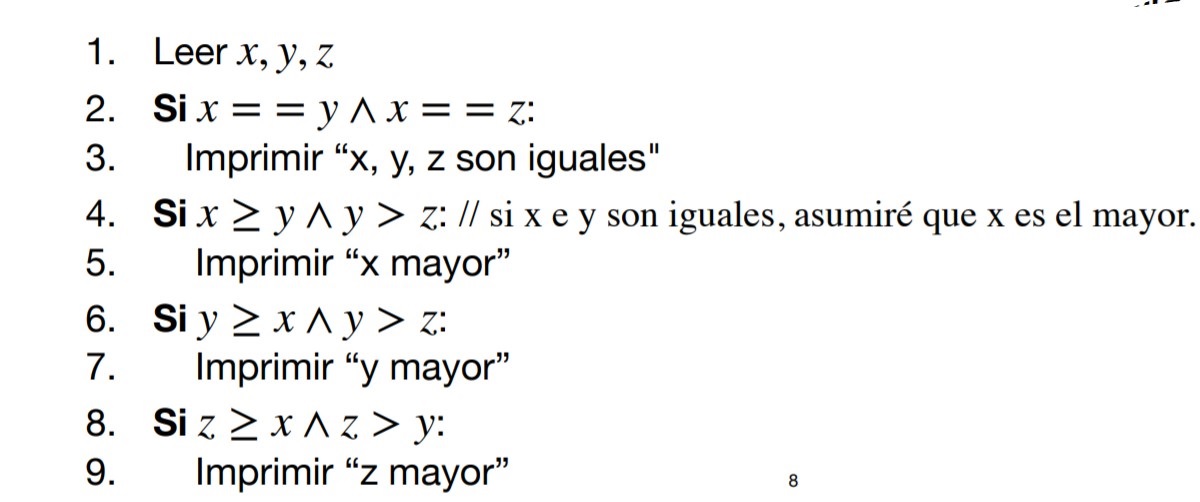 1. Leer x, y, z
2. Si x = = y ∧ x = = z:
3. Imprimir “x, y, z son iguales"
4. Si x ≥ y ∧ y > z: // si x e y son iguales, asumiré que x es el mayor.
5. Imprimir “x mayor”
6. Si y ≥ x ∧ y > z:
7. Imprimir “y mayor”
8. Si z ≥ x ∧ z > y:
9. Imprimir “z mayor”
8